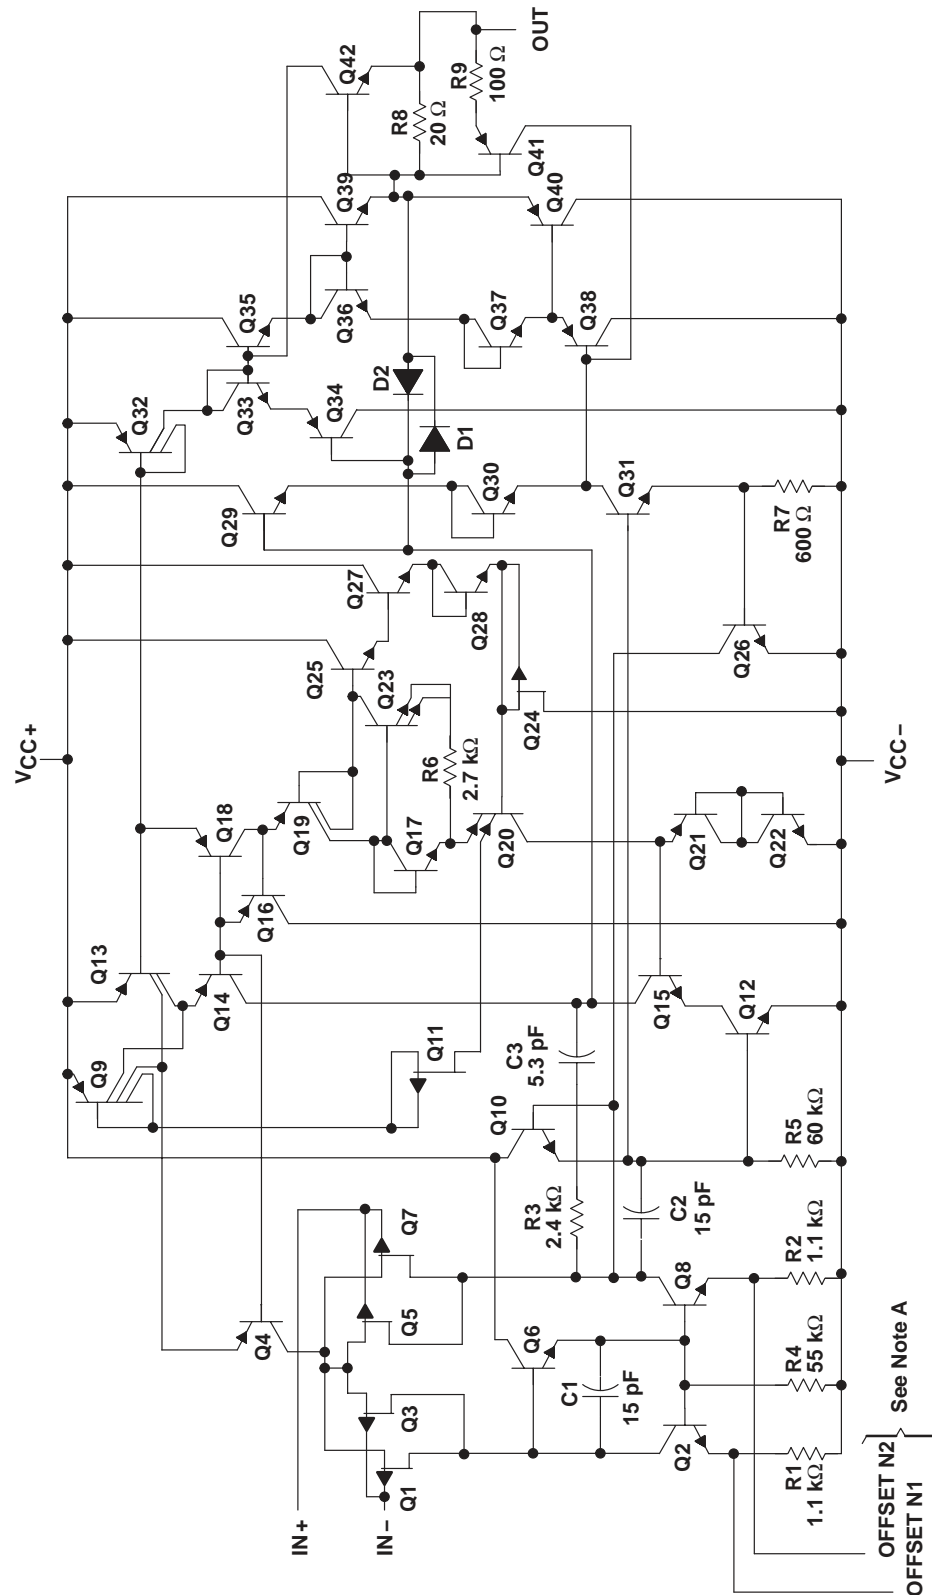 VCC+
Q9
Q13
Q32
Q4
Q14
Q18
Q16
Q19
Q25
Q23
Q27
Q29
Q33
Q35
Q34
Q36
Q39
Q42
IN+
IN−
Q1
Q3
Q5
Q7
Q11
Q17
R6
2.7 kΩ
Q20
Q28
Q24
Q30
D2
D1
Q37
Q38
Q40
Q41
R8
20 Ω
R9
100 Ω
OUT
Q6
C1
15 pF
Q10
R3
2.4 kΩ
C3
5.3 pF
C2
15 pF
Q2
Q8
Q15
Q12
Q21
Q22
Q26
Q31
R1
1.1 kΩ
R4
55 kΩ
R2
1.1 kΩ
R5
60 kΩ
R7
600 Ω
VCC−
OFFSET N1
OFFSET N2
See Note A